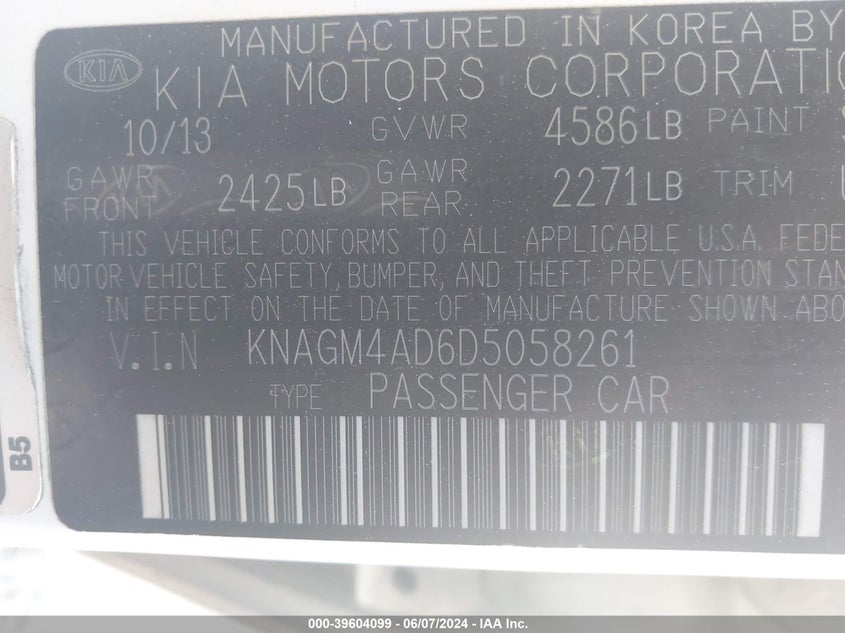 MANUFACTURED IN KOREA BY
KIA KIA MOTORS CORPORATIO
10/13 GVWR 4586LB PAINT S
GAWR FRONT 2425LB GAWR REAR 2271LB TRIM U
THIS VEHICLE CONFORMS TO ALL APPLICABLE U.S.A. FEDE
MOTOR VEHICLE SAFETY, BUMPER, AND THEFT PREVENTION STAN
IN EFFECT ON THE DATE OF MANUFACTURE SHOWN ABO
V.I.N KNAGM4AD6D5058261
TYPE PASSENGER CAR
B5
000-39604099 - 06/07/2024 - IAAI.com